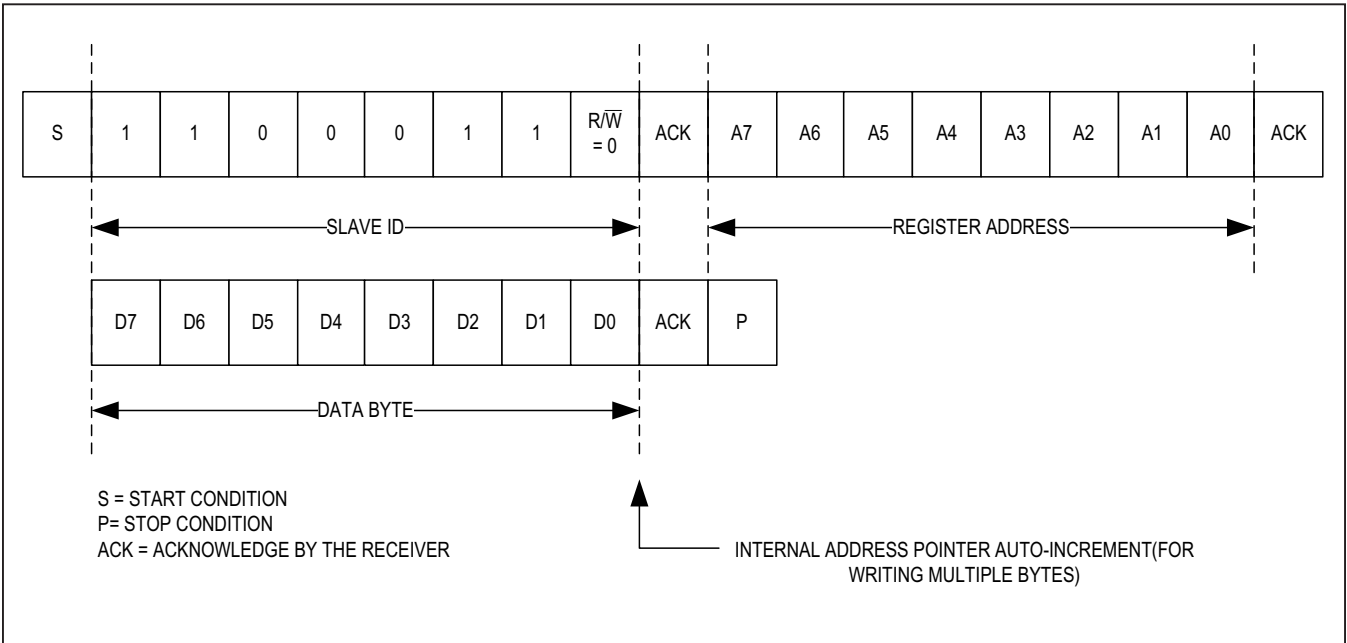 S 1 1 0 0 0 1 1 R/W̅ = 0 ACK A7 A6 A5 A4 A3 A2 A1 A0 ACK
SLAVE ID REGISTER ADDRESS
D7 D6 D5 D4 D3 D2 D1 D0 ACK P
DATA BYTE
S = START CONDITION
P= STOP CONDITION
ACK = ACKNOWLEDGE BY THE RECEIVER
INTERNAL ADDRESS POINTER AUTO-INCREMENT(FOR
WRITING MULTIPLE BYTES)